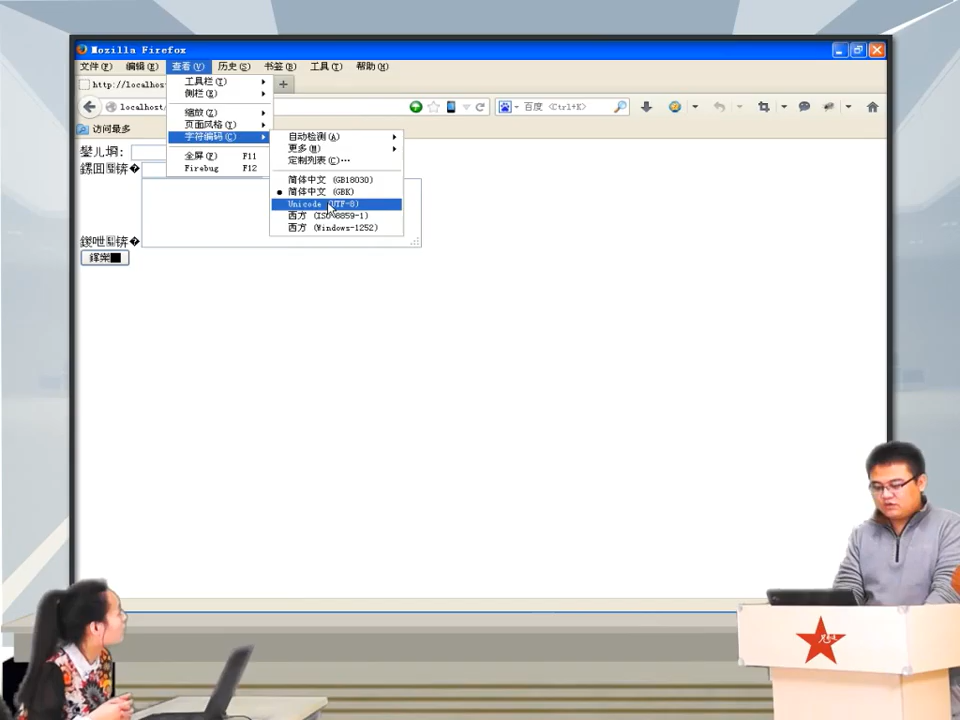 Mozilla Firefox
文件(F) 编辑(E) 查看(V) 历史(S) 书签(B) 工具(T) 帮助(H)
http://localhos
localhost/
百度 <Ctrl+K>
访问最多
工具栏(T)
侧栏(E)
缩放(Z)
页面风格(Y)
字符编码(C)
全屏(F) F11
Firebug F12
自动检测(A)
更多(M)
定制列表(C)…
简体中文 (GB18030)
简体中文 (GBK)
Unicode (UTF-8)
西方 (ISO-8859-1)
西方 (Windows-1252)